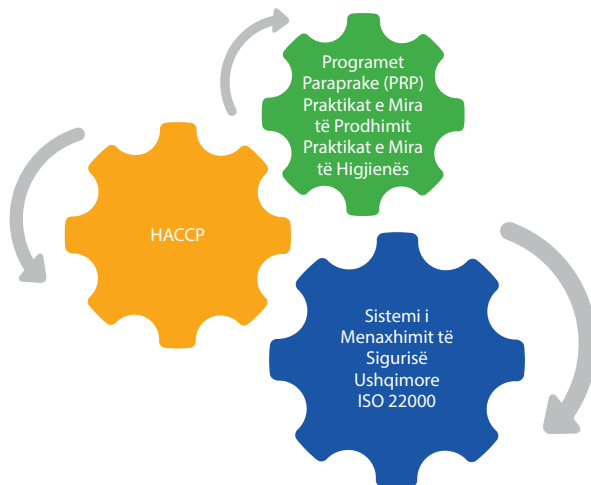 Programet
Paraprake (PRP)
Praktikat e Mira
të Prodhimit
Praktikat e Mira
të Higjienës
HACCP
Sistemi i
Menaxhimit të
Sigurisë
Ushqimore
ISO 22000